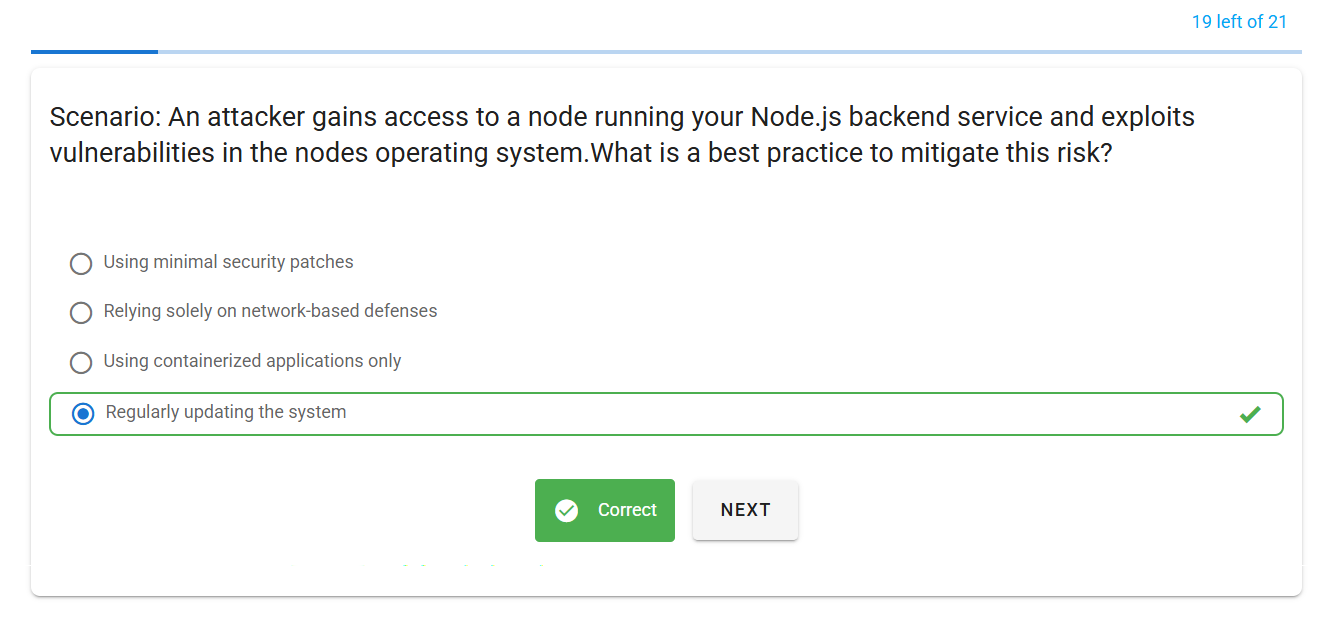 19 left of 21
Scenario: An attacker gains access to a node running your Node.js backend service and exploits
vulnerabilities in the nodes operating system.What is a best practice to mitigate this risk?
Using minimal security patches
Relying solely on network-based defenses
Using containerized applications only
Regularly updating the system
Correct
NEXT